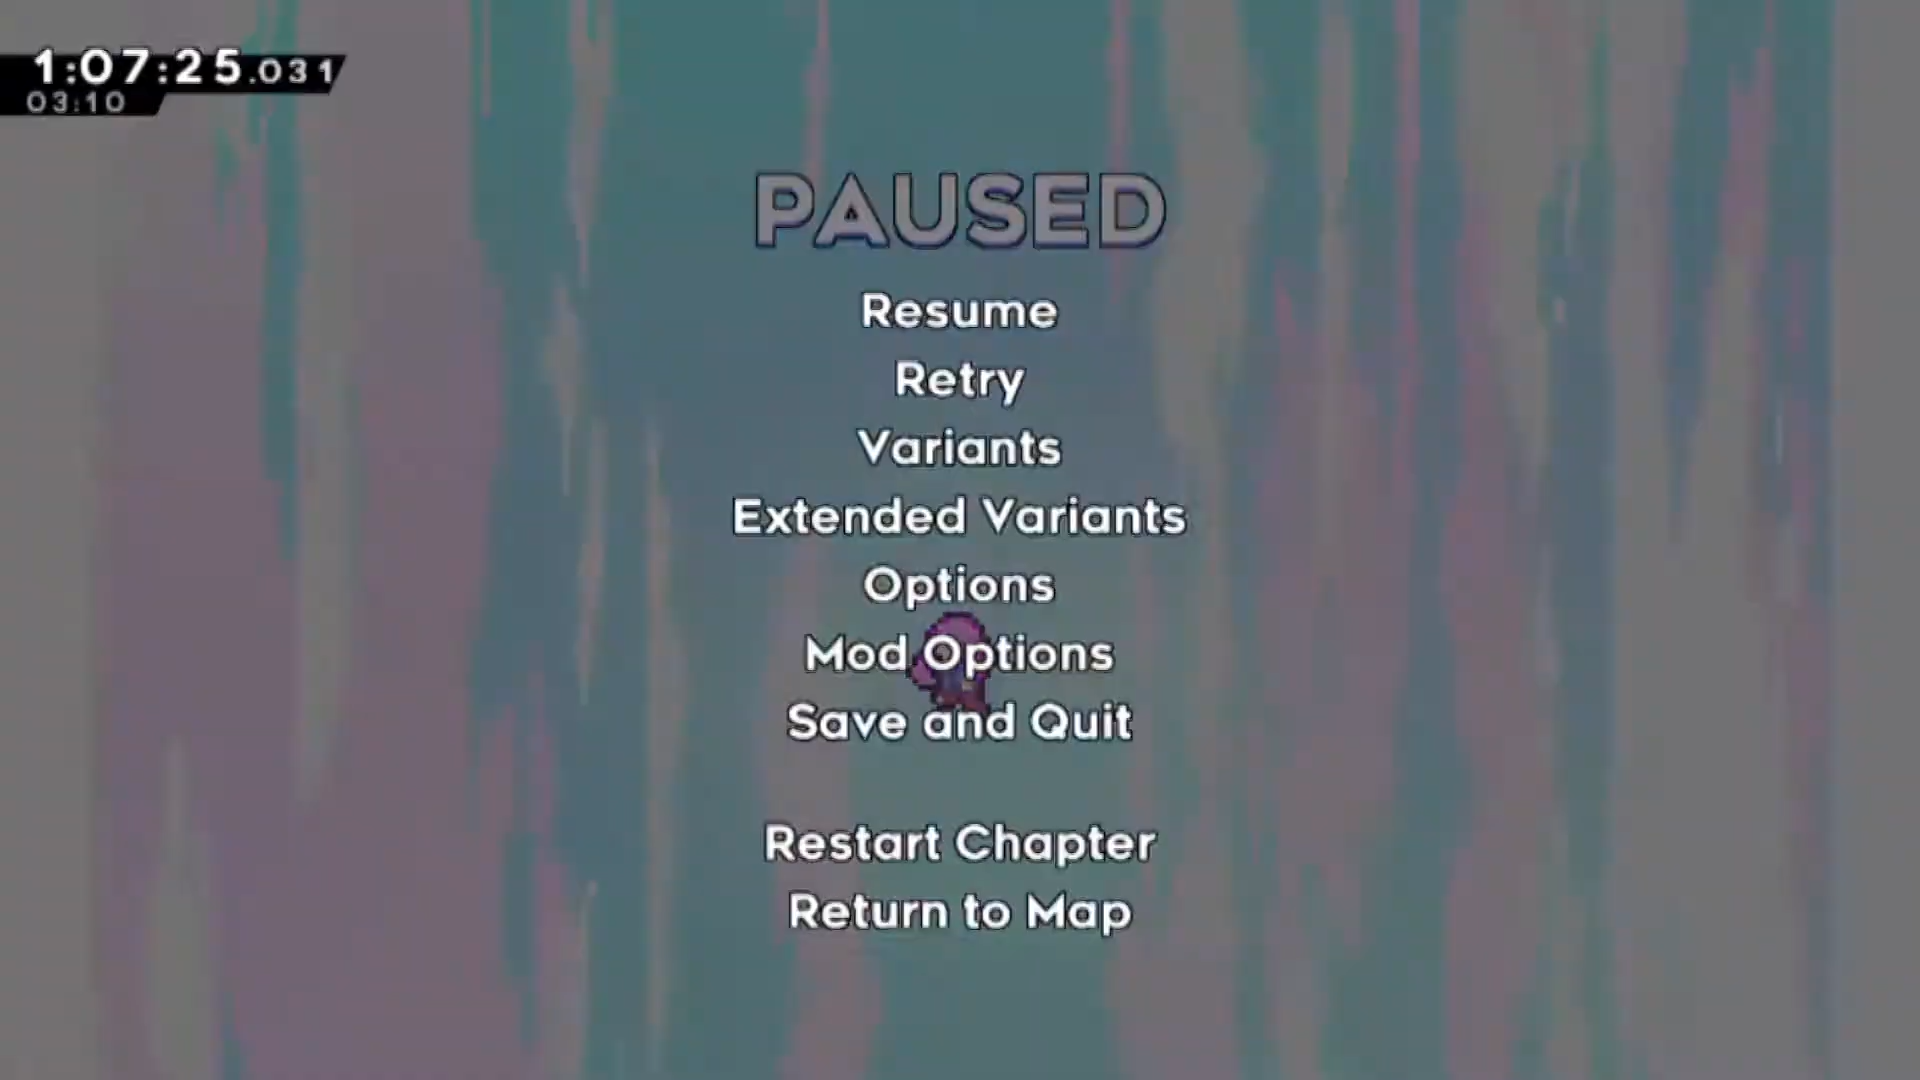 1:07:25.031
03:10
PAUSED
Resume
Retry
Variants
Extended Variants
Options
Mod Options
Save and Quit
Restart Chapter
Return to Map